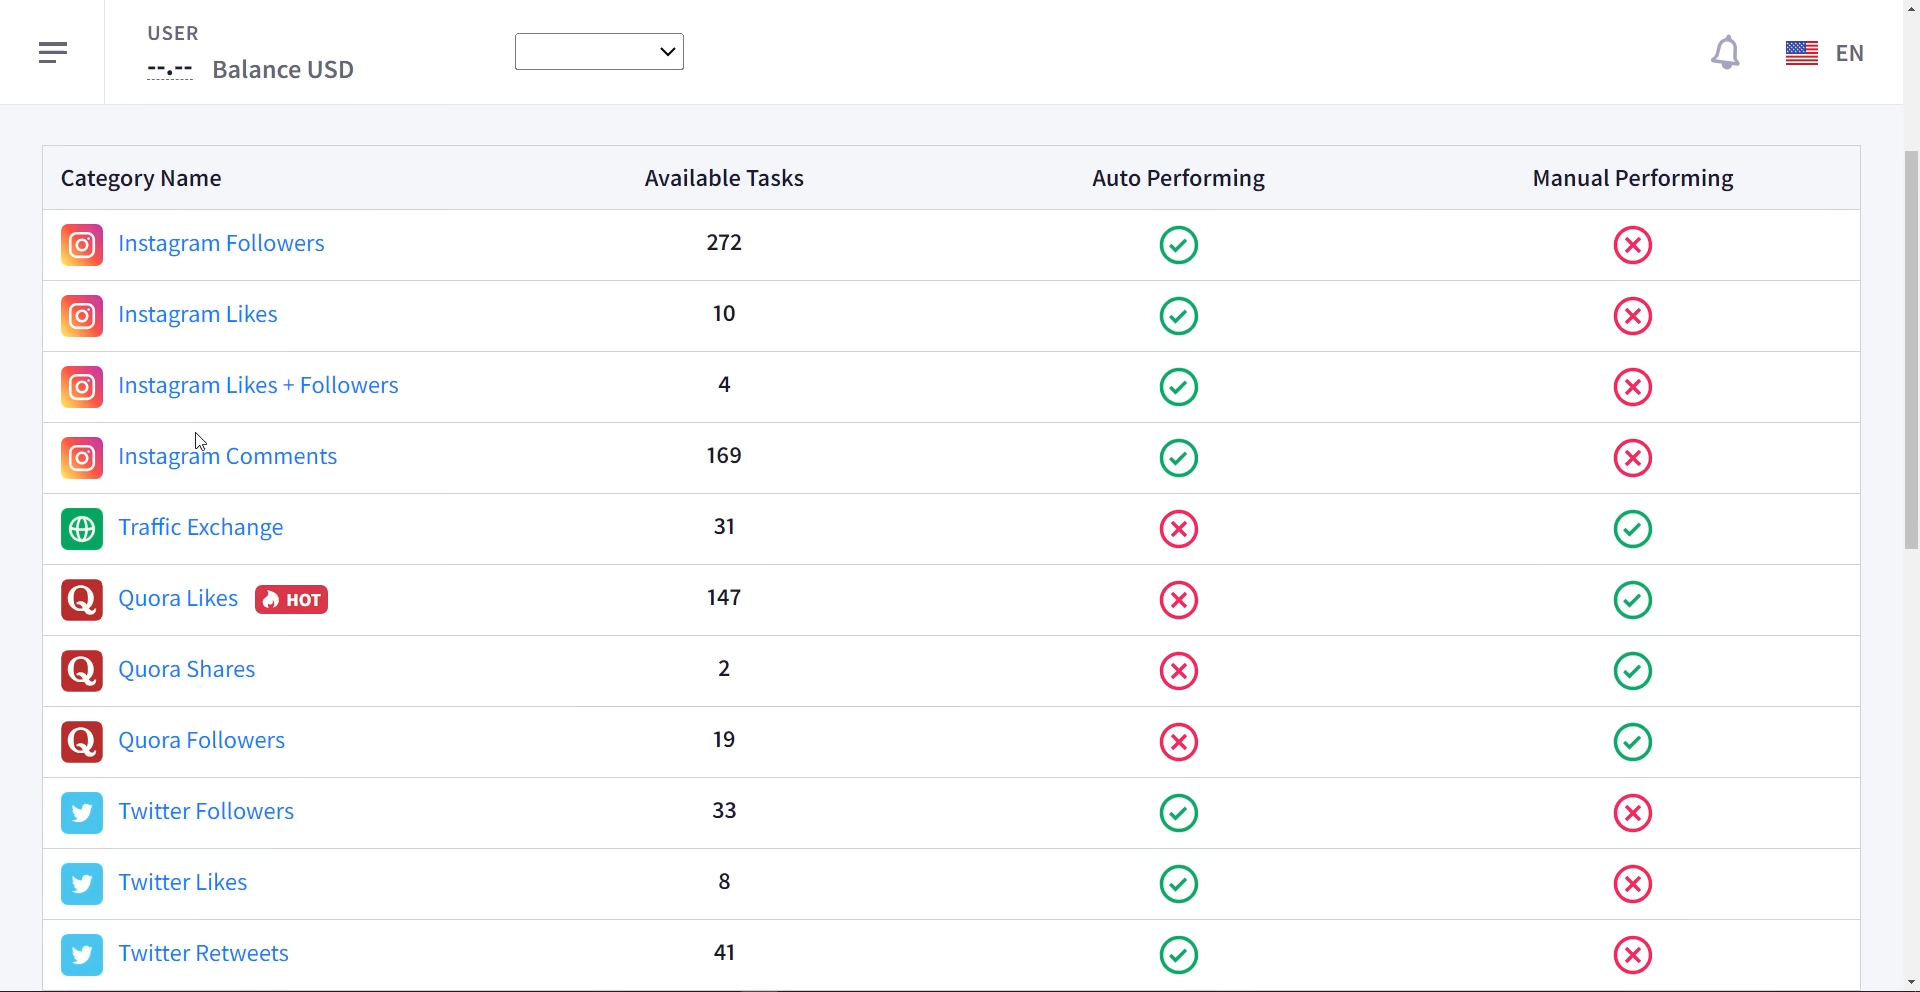 USER
--.-- Balance USD
EN
Category Name Available Tasks Auto Performing Manual Performing
Instagram Followers 272
Instagram Likes 10
Instagram Likes + Followers 4
Instagram Comments 169
Traffic Exchange 31
Quora Likes HOT 147
Quora Shares 2
Quora Followers 19
Twitter Followers 33
Twitter Likes 8
Twitter Retweets 41